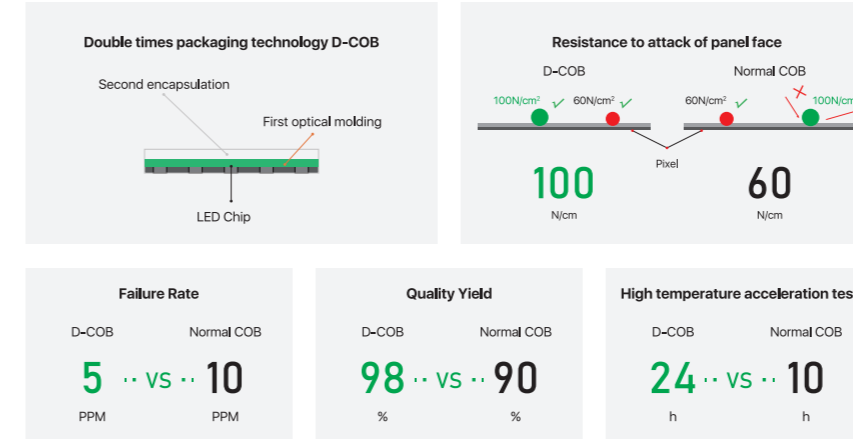 Double times packaging technology D-COB
Second encapsulation
First optical molding
LED Chip
Resistance to attack of panel face
D-COB
Normal COB
100N/cm² 60N/cm²
60N/cm² 100N/cm
Pixel
100
60
N/cm
N/cm
Failure Rate
D-COB
Normal COB
5 ·· VS ·· 10
PPM
PPM
Quality Yield
D-COB
Normal COB
98 ·· VS ·· 90
%
%
High temperature acceleration tes
D-COB
Normal COB
24 ·· VS ·· 10
h
h